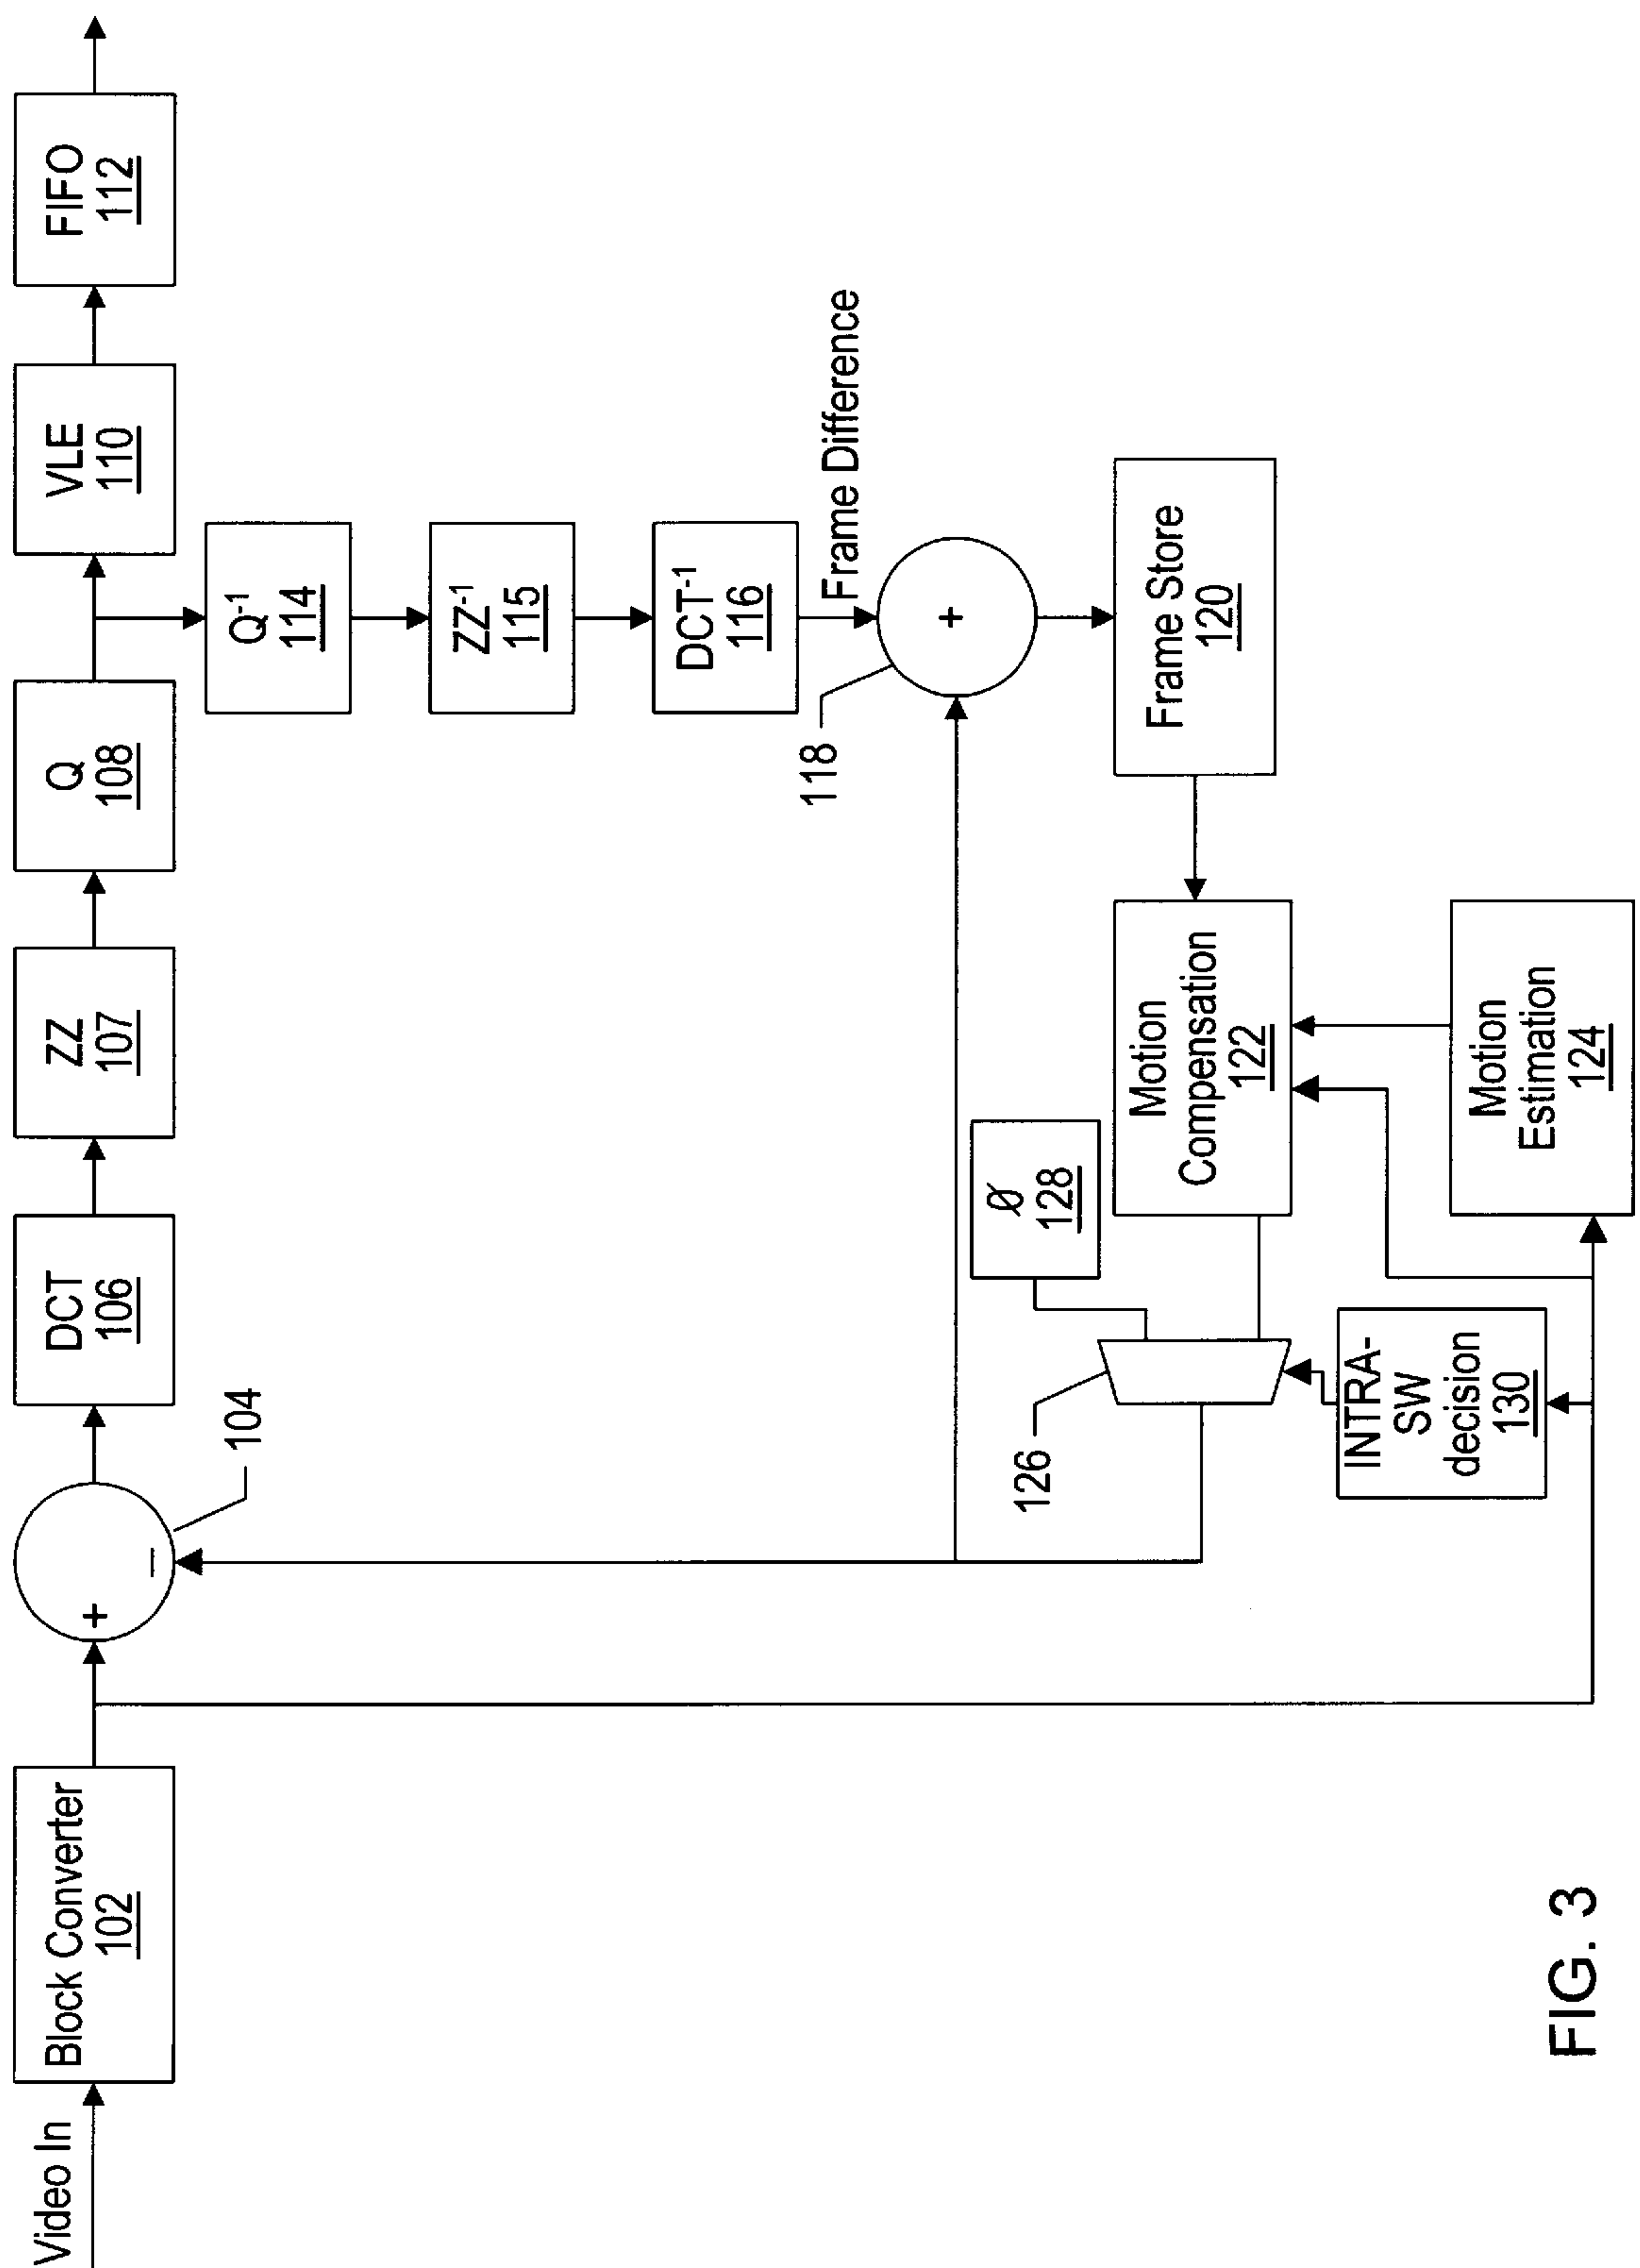 Video In
Block Converter
102
+
−
104
DCT
106
ZZ
107
Q
108
VLE
110
FIFO
112
Q-1
114
ZZ-1
115
DCT-1
116
Frame Difference
118
+
Frame Store
120
Motion
Compensation
122
Ø
128
126
INTRA-
SW
decision
130
Motion
Estimation
124
FIG. 3